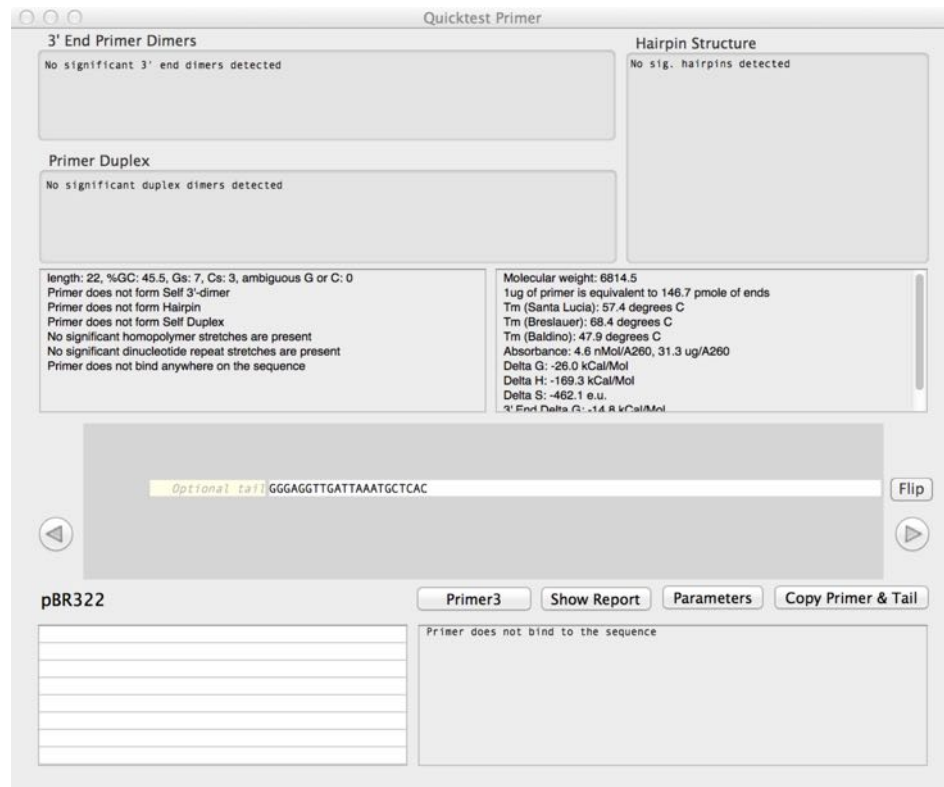 Quicktest Primer
3' End Primer Dimers
No significant 3' end dimers detected
Hairpin Structure
No sig. hairpins detected
Primer Duplex
No significant duplex dimers detected
length: 22, %GC: 45.5, Gs: 7, Cs: 3, ambiguous G or C: 0
Primer does not form Self 3'-dimer
Primer does not form Hairpin
Primer does not form Self Duplex
No significant homopolymer stretches are present
No significant dinucleotide repeat stretches are present
Primer does not bind anywhere on the sequence
Molecular weight: 6814.5
1ug of primer is equivalent to 146.7 pmole of ends
Tm (Santa Lucia): 57.4 degrees C
Tm (Breslauer): 68.4 degrees C
Tm (Baldino): 47.9 degrees C
Absorbance: 4.6 nMol/A260, 31.3 ug/A260
Delta G: -26.0 kCal/Mol
Delta H: -169.3 kCal/Mol
Delta S: -462.1 e.u.
3' End Delta G: -14.8 kCal/Mol
Optional tail GGGAGGTTGATTAAATGCTCAC
Flip
pBR322
Primer3
Show Report
Parameters
Copy Primer & Tail
Primer does not bind to the sequence